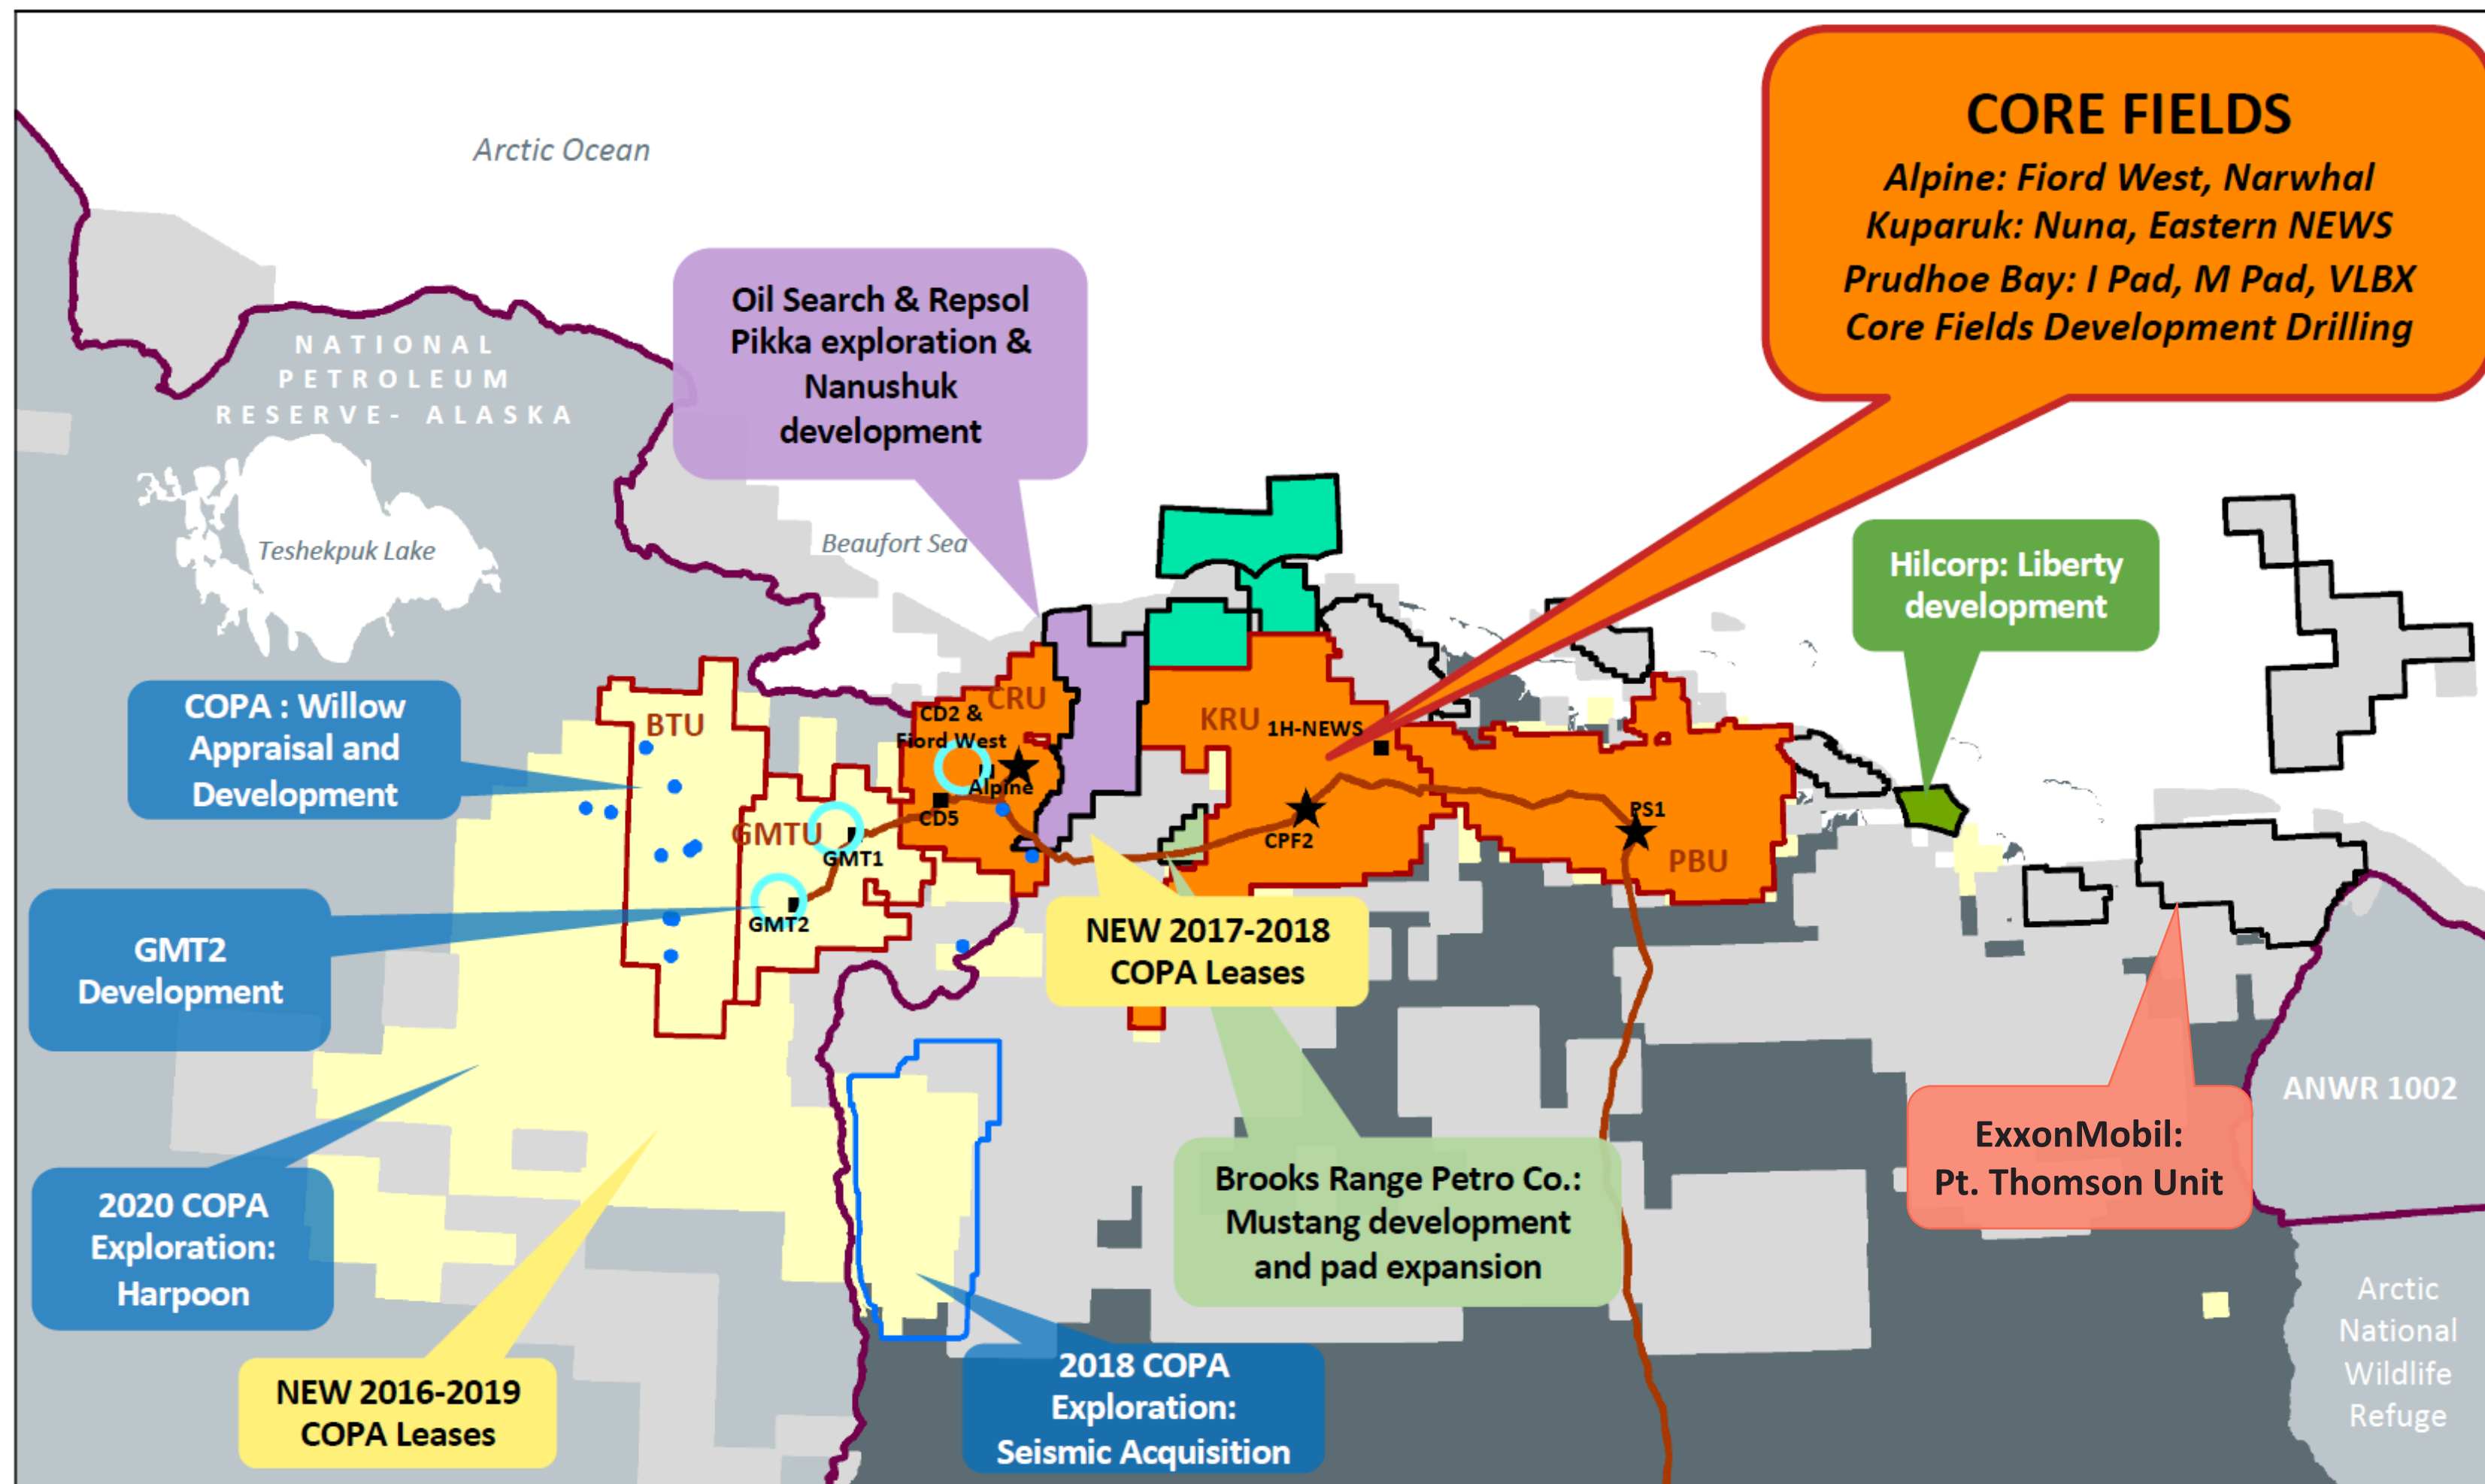 CORE FIELDS
Alpine: Fiord West, Narwhal
Kuparuk: Nuna, Eastern NEWS
Prudhoe Bay: I Pad, M Pad, VLBX
Core Fields Development Drilling
Arctic Ocean
Oil Search & Repsol
Pikka exploration &
Nanushuk
development
NATIONAL
PETROLEUM
RESERVE- ALASKA
Teshekpuk Lake
Beaufort Sea
Hilcorp: Liberty
development
COPA : Willow
Appraisal and
Development
BTU
CRU
CD2 &
Fiord West
Alpine
CD5
KRU
1H-NEWS
GMTU
GMT1
GMT2
CPF2
PS1
PBU
GMT2
Development
NEW 2017-2018
COPA Leases
ANWR 1002
ExxonMobil:
Pt. Thomson Unit
2020 COPA
Exploration:
Harpoon
Brooks Range Petro Co.:
Mustang development
and pad expansion
NEW 2016-2019
COPA Leases
2018 COPA
Exploration:
Seismic Acquisition
Arctic
National
Wildlife
Refuge